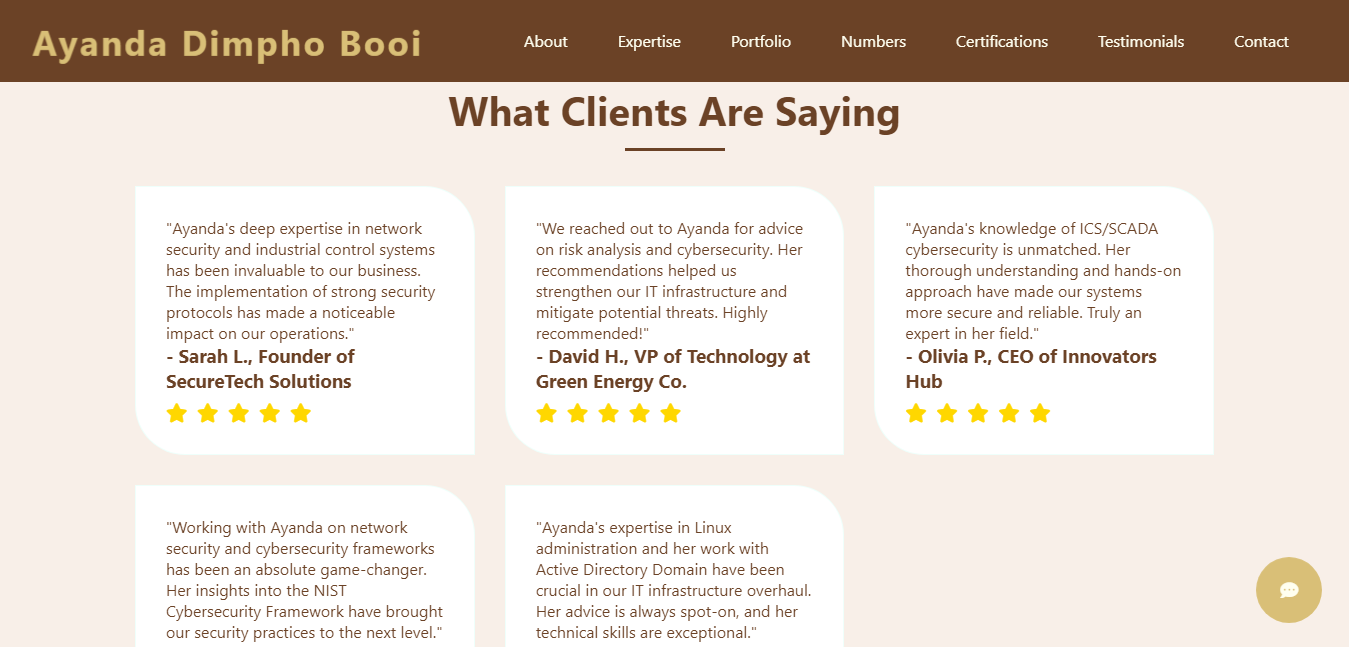 Ayanda Dimpho Booi
About Expertise Portfolio Numbers Certifications Testimonials Contact
What Clients Are Saying
"Ayanda's deep expertise in network
security and industrial control systems
has been invaluable to our business.
The implementation of strong security
protocols has made a noticeable
impact on our operations."
- Sarah L., Founder of
SecureTech Solutions
"We reached out to Ayanda for advice
on risk analysis and cybersecurity. Her
recommendations helped us
strengthen our IT infrastructure and
mitigate potential threats. Highly
recommended!"
- David H., VP of Technology at
Green Energy Co.
"Ayanda's knowledge of ICS/SCADA
cybersecurity is unmatched. Her
thorough understanding and hands-on
approach have made our systems
more secure and reliable. Truly an
expert in her field."
- Olivia P., CEO of Innovators
Hub
"Working with Ayanda on network
security and cybersecurity frameworks
has been an absolute game-changer.
Her insights into the NIST
Cybersecurity Framework have brought
our security practices to the next level."
"Ayanda's expertise in Linux
administration and her work with
Active Directory Domain have been
crucial in our IT infrastructure overhaul.
Her advice is always spot-on, and her
technical skills are exceptional."